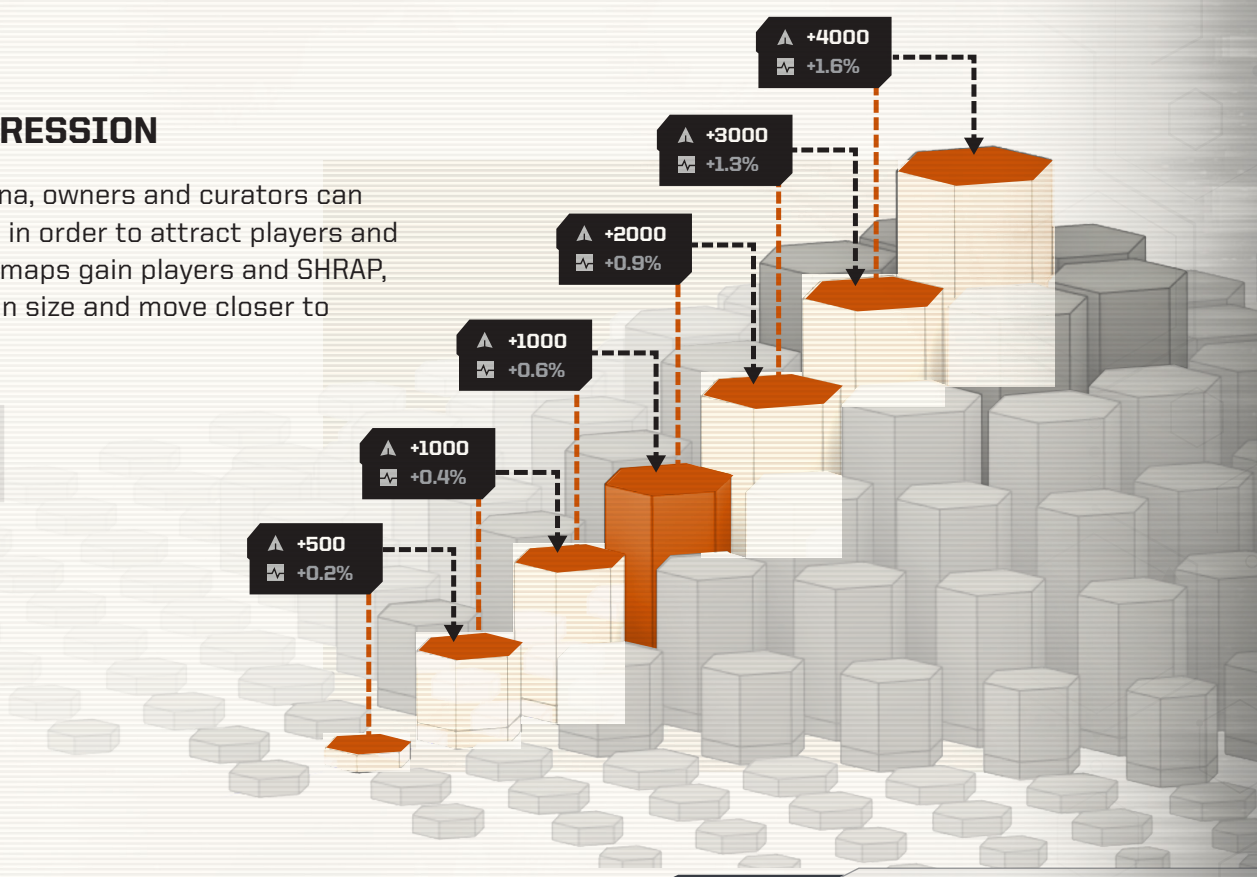 RESSION
na, owners and curators can
in order to attract players and
maps gain players and SHRAP,
n size and move closer to
+4000
+1.6%
+3000
+1.3%
+2000
+0.9%
+1000
+0.6%
+1000
+0.4%
+500
+0.2%